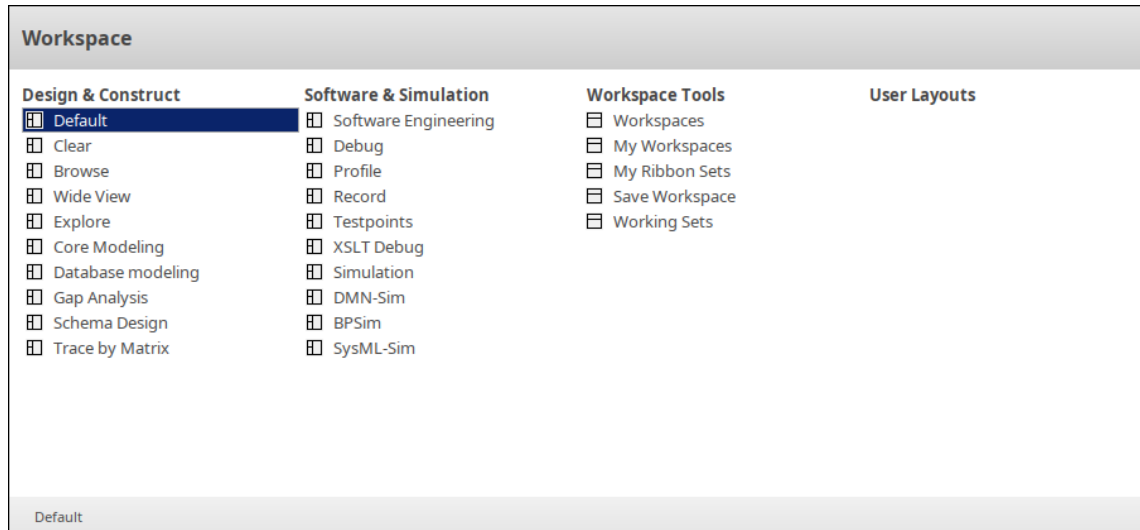 Workspace
Design & Construct
Default
Clear
Browse
Wide View
Explore
Core Modeling
Database modeling
Gap Analysis
Schema Design
Trace by Matrix
Software & Simulation
Software Engineering
Debug
Profile
Record
Testpoints
XSLT Debug
Simulation
DMN-Sim
BPSim
SysML-Sim
Workspace Tools
Workspaces
My Workspaces
My Ribbon Sets
Save Workspace
Working Sets
User Layouts
Default